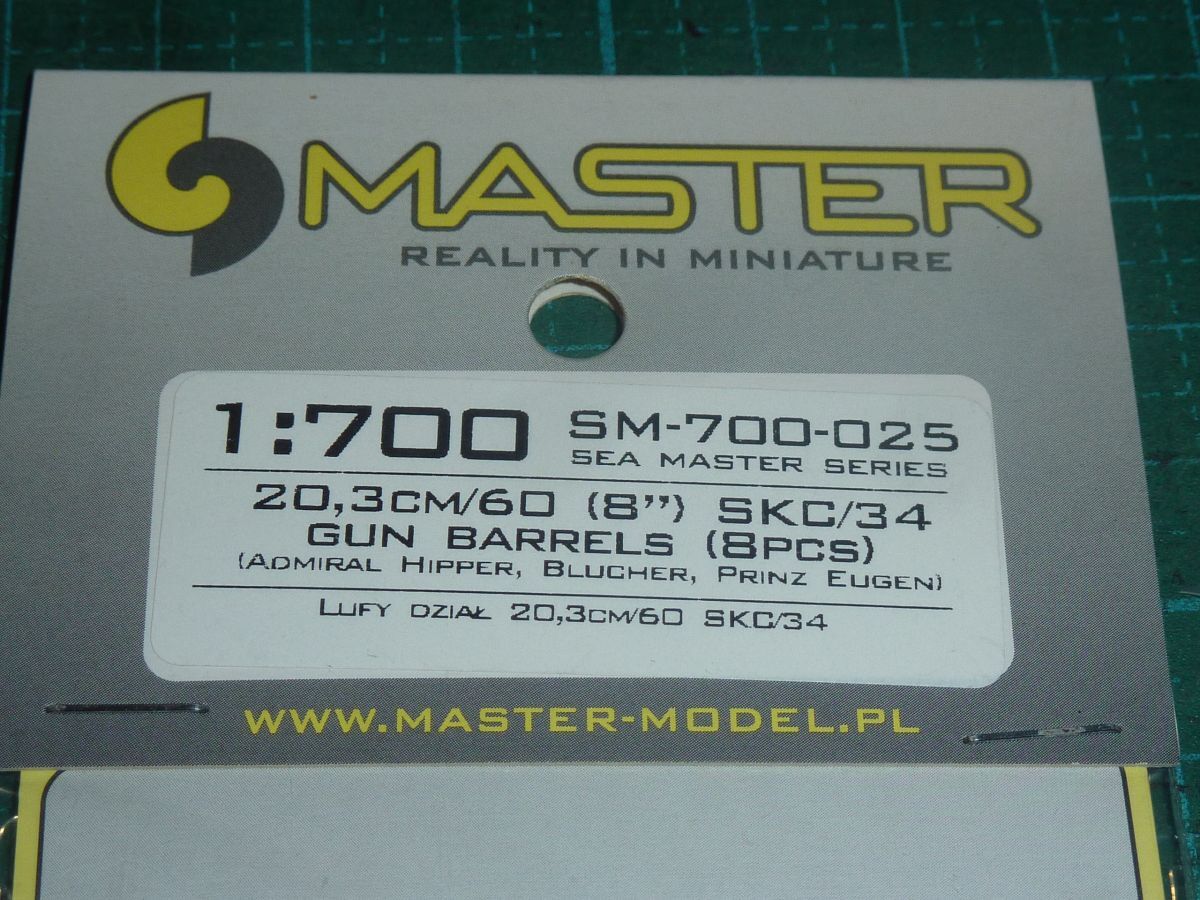 MASTER
REALITY IN MINIATURE
1:700 SM-700-025
SEA MASTER SERIES
20,3CM/60 (8") SKC/34
GUN BARRELS (8PCS)
(ADMIRAL HIPPER, BLUCHER, PRINZ EUGEN)
LUFY DZIAŁ 20,3CM/60 SKC/34
WWW.MASTER-MODEL.PL